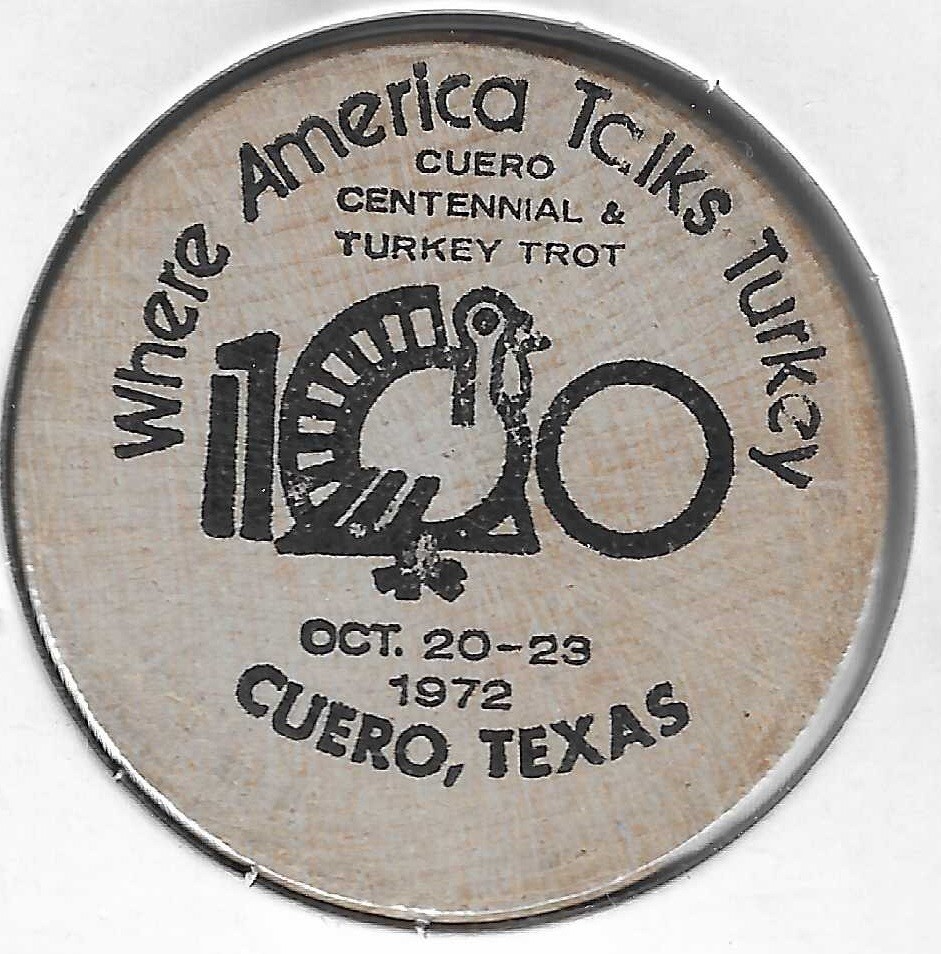 Where America Talks Turkey
CUERO
CENTENNIAL &
TURKEY TROT
100
OCT. 20-23
1972
CUERO, TEXAS